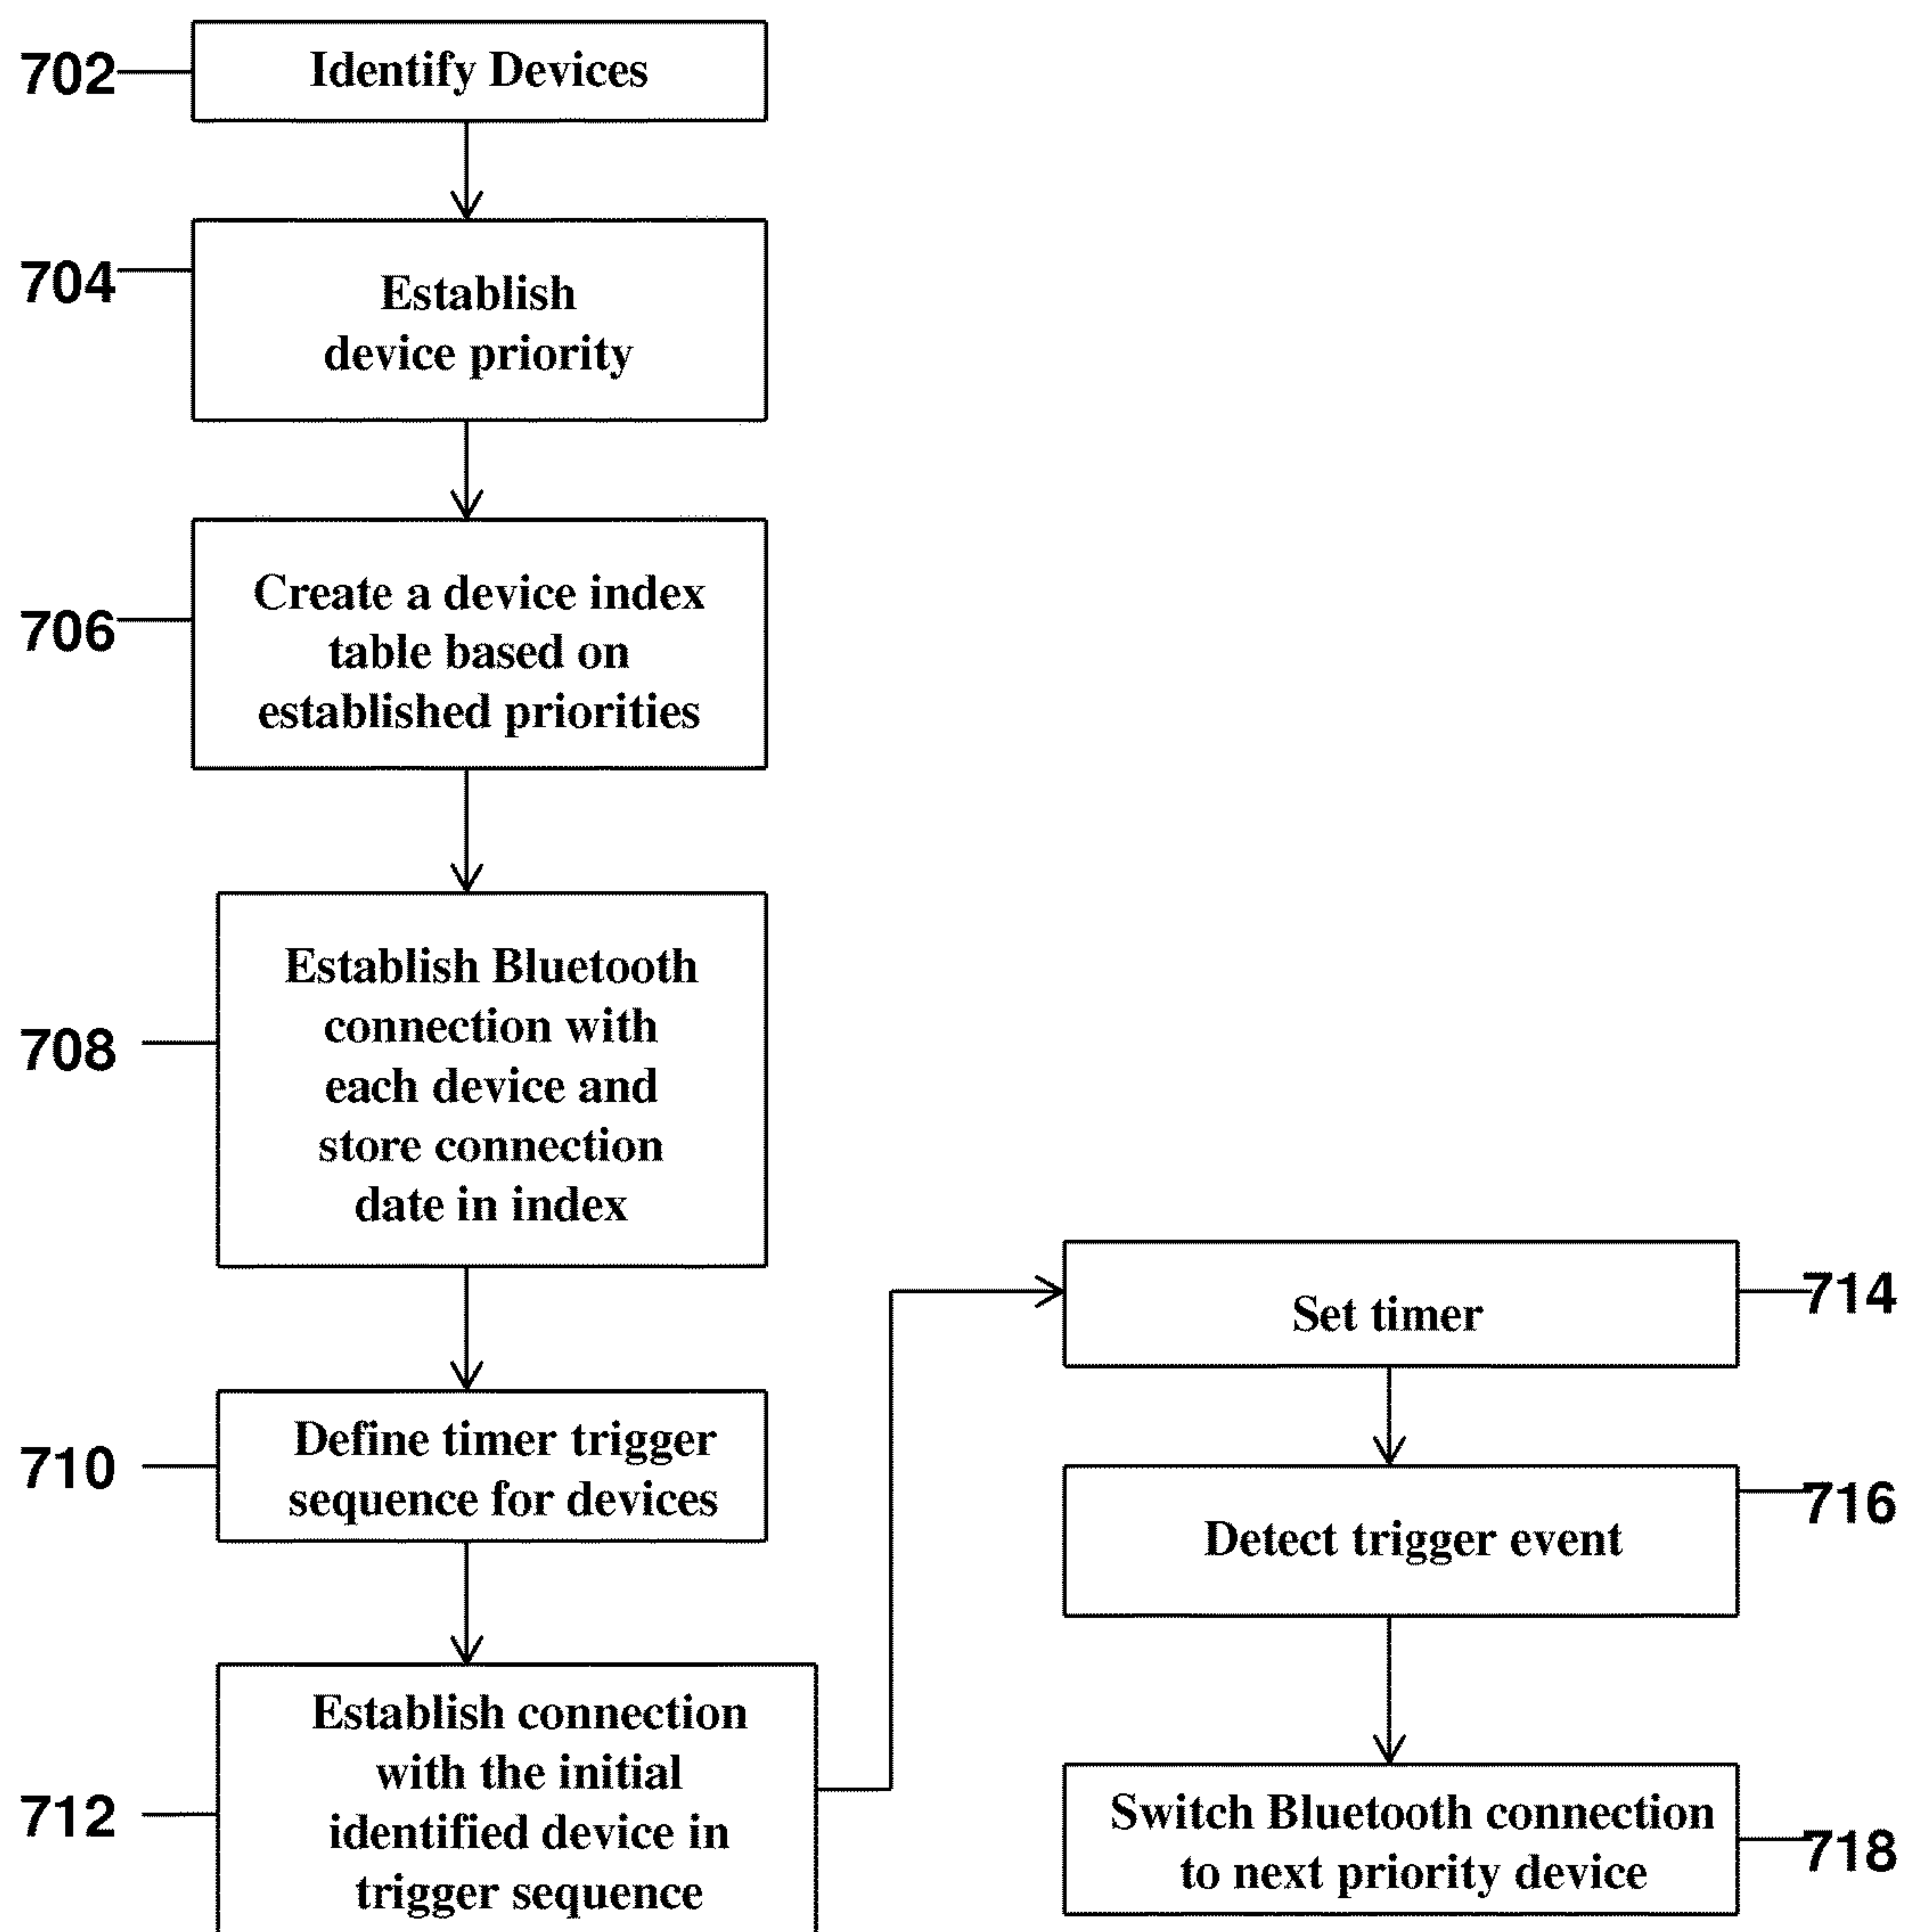 702
Identify Devices
704
Establish
device priority
706
Create a device index
table based on
established priorities
708
Establish Bluetooth
connection with
each device and
store connection
date in index
710
Define timer trigger
sequence for devices
712
Establish connection
with the initial
identified device in
trigger sequence
714
Set timer
716
Detect trigger event
718
Switch Bluetooth connection
to next priority device